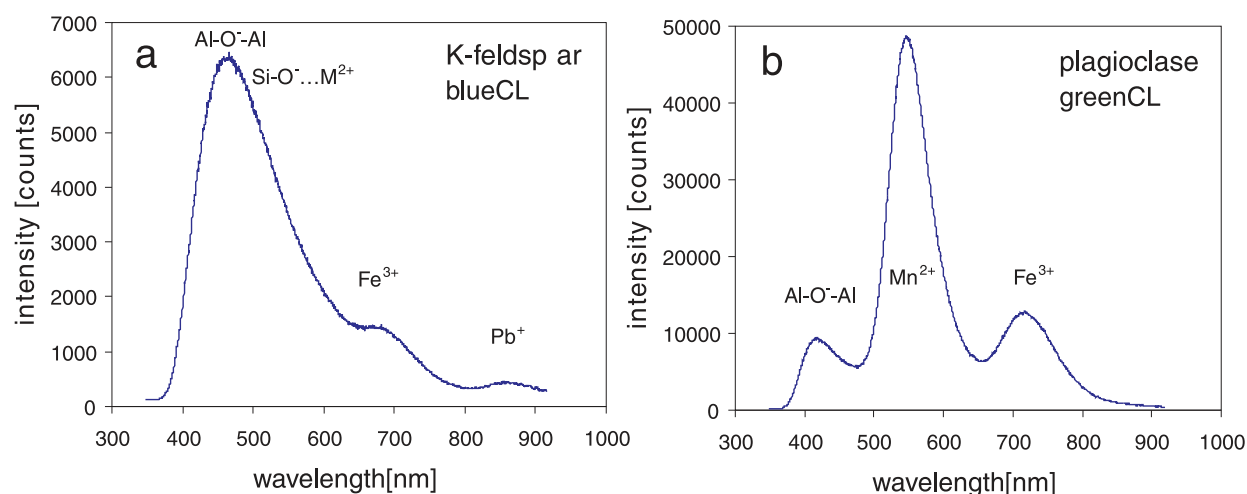 a
Al-O⁻-Al
Si-O⁻...M²⁺
K-feldsp ar
blueCL
Fe³⁺
Pb⁺
7000
6000
5000
4000
3000
2000
1000
0
intensity [counts]
300 400 500 600 700 800 900 1000
wavelength[nm]
b
plagioclase
greenCL
Al-O⁻-Al
Mn²⁺
Fe³⁺
50000
40000
30000
20000
10000
0
intensity [counts]
300 400 500 600 700 800 900 1000
wavelength[nm]